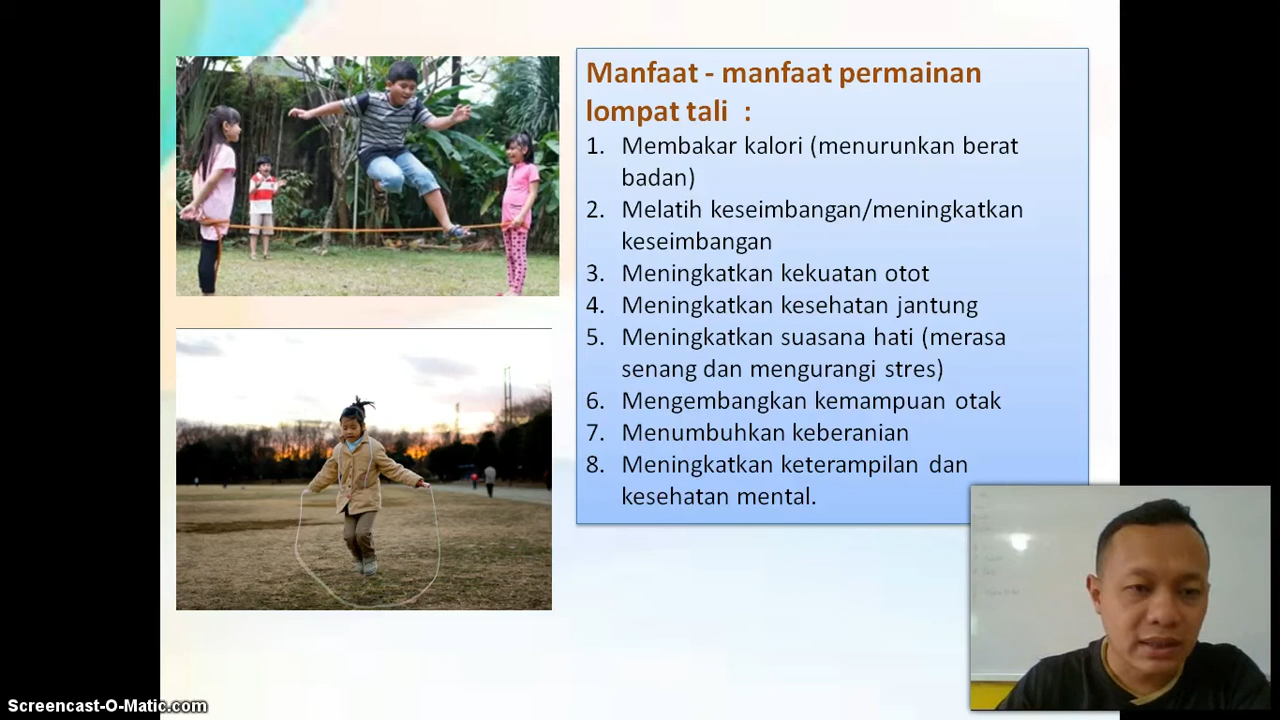 Manfaat - manfaat permainan
lompat tali :
1. Membakar kalori (menurunkan berat
badan)
2. Melatih keseimbangan/meningkatkan
keseimbangan
3. Meningkatkan kekuatan otot
4. Meningkatkan kesehatan jantung
5. Meningkatkan suasana hati (merasa
senang dan mengurangi stres)
6. Mengembangkan kemampuan otak
7. Menumbuhkan keberanian
8. Meningkatkan keterampilan dan
kesehatan mental.
Screencast-O-Matic.com